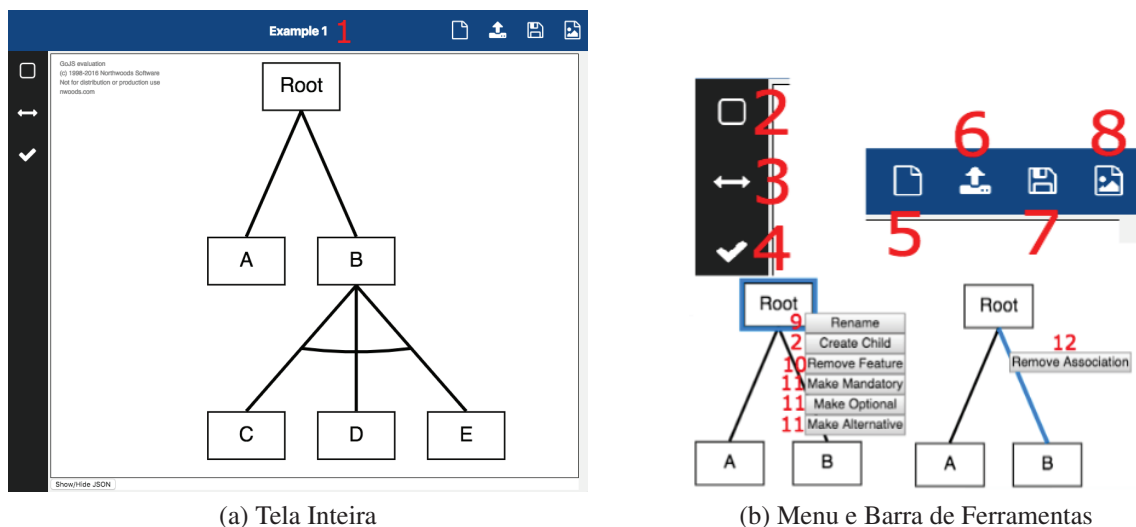 Example 1 1
GoJS evaluation
(c) 1998-2016 Northwoods Software
Not for distribution or production use
nwoods.com
Root
A B
C D E
Show/Hide JSON
(a) Tela Inteira
2
3
4
6 8
5 7
Root
9 Rename
2 Create Child
10 Remove Feature
11 Make Mandatory
11 Make Optional
11 Make Alternative
A B
Root
12
Remove Association
A B
(b) Menu e Barra de Ferramentas